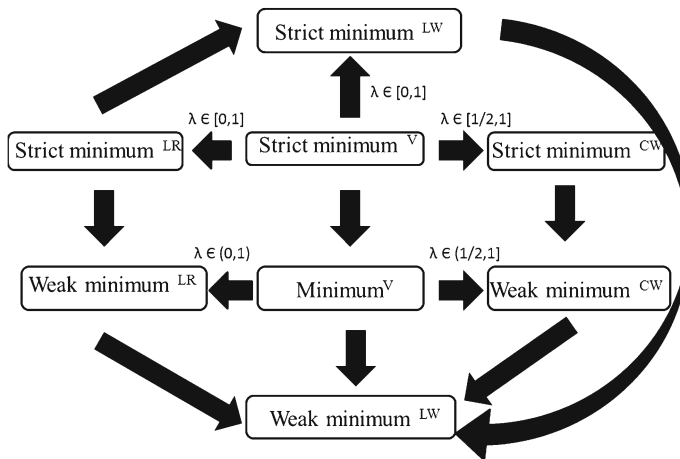 Strict minimum LW
λ ∈ [0,1]
λ ∈ [0,1]
λ ∈ [1/2,1]
Strict minimum LR
Strict minimum V
Strict minimum CW
λ ∈ (0,1)
λ ∈ (1/2,1]
Weak minimum LR
MinimumV
Weak minimum CW
Weak minimum LW